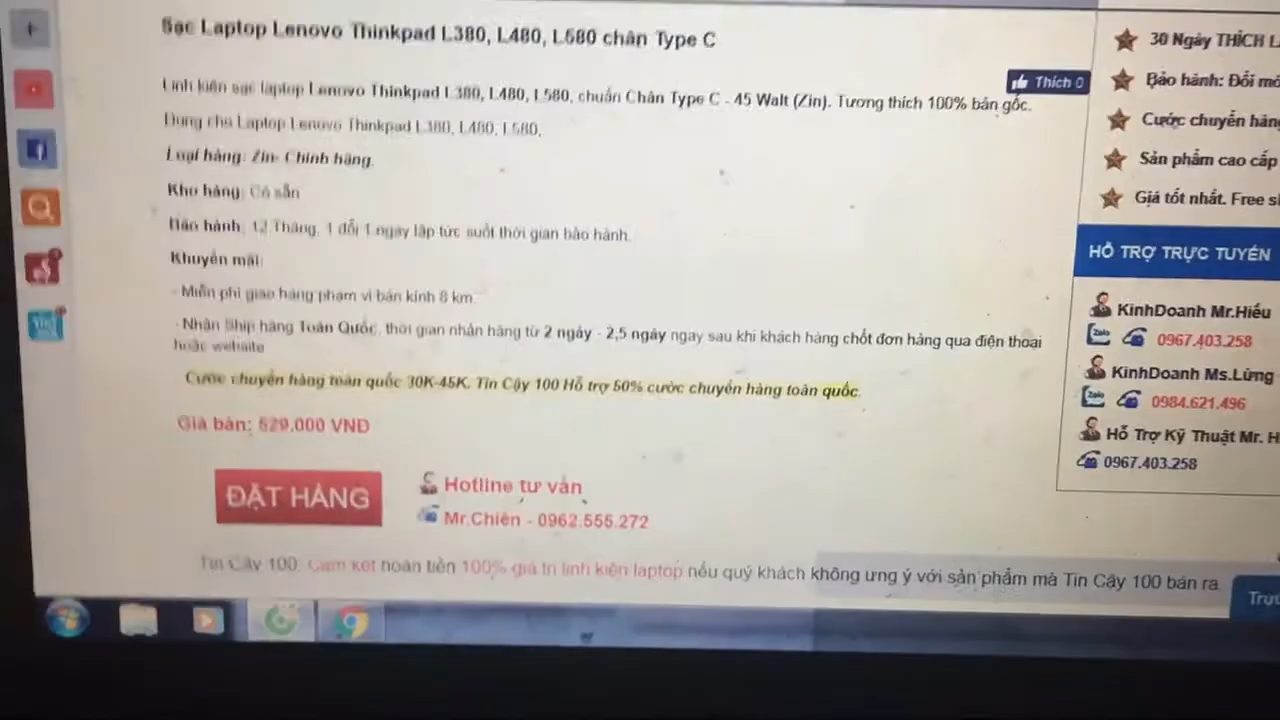 Sạc Laptop Lenovo Thinkpad L380, L480, L580 chân Type C
Thích 0
Linh kiện sạc laptop Lenovo Thinkpad L380, L480, L580, chuẩn Chân Type C - 45 Walt (Zin). Tương thích 100% bản gốc.
Dùng cho Laptop Lenovo Thinkpad L380, L480, L580.
Loại hàng: Zin- Chính hãng.
Kho hàng: Có sẵn
Bảo hành: 12 Tháng. 1 đổi 1 ngay lập tức suốt thời gian bảo hành.
Khuyến mãi:
- Miễn phí giao hàng phạm vi bán kính 8 km.
- Nhận Ship hàng Toàn Quốc, thời gian nhận hàng từ 2 ngày - 2,5 ngày ngay sau khi khách hàng chốt đơn hàng qua điện thoại
hoặc website
Cước chuyển hàng toàn quốc 30K-45K. Tin Cậy 100 Hỗ trợ 50% cước chuyển hàng toàn quốc.
Giá bán: 529.000 VNĐ
ĐẶT HÀNG
Hotline tư vấn
Mr.Chiên - 0962.555.272
Tin Cậy 100: Cam kết hoàn tiền 100% giá trị linh kiện laptop nếu quý khách không ưng ý với sản phẩm mà Tin Cậy 100 bán ra.
30 Ngày THÍCH
Bảo hành: Đổi
Cước chuyển hàng
Sản phẩm cao cấp
Giá tốt nhất. Free
HỖ TRỢ TRỰC TUYẾN
KinhDoanh Mr.Hiếu
Zalo
0967.403.258
KinhDoanh Ms.Lừng
Zalo
0984.621.496
Hỗ Trợ Kỹ Thuật Mr. H
0967.403.258